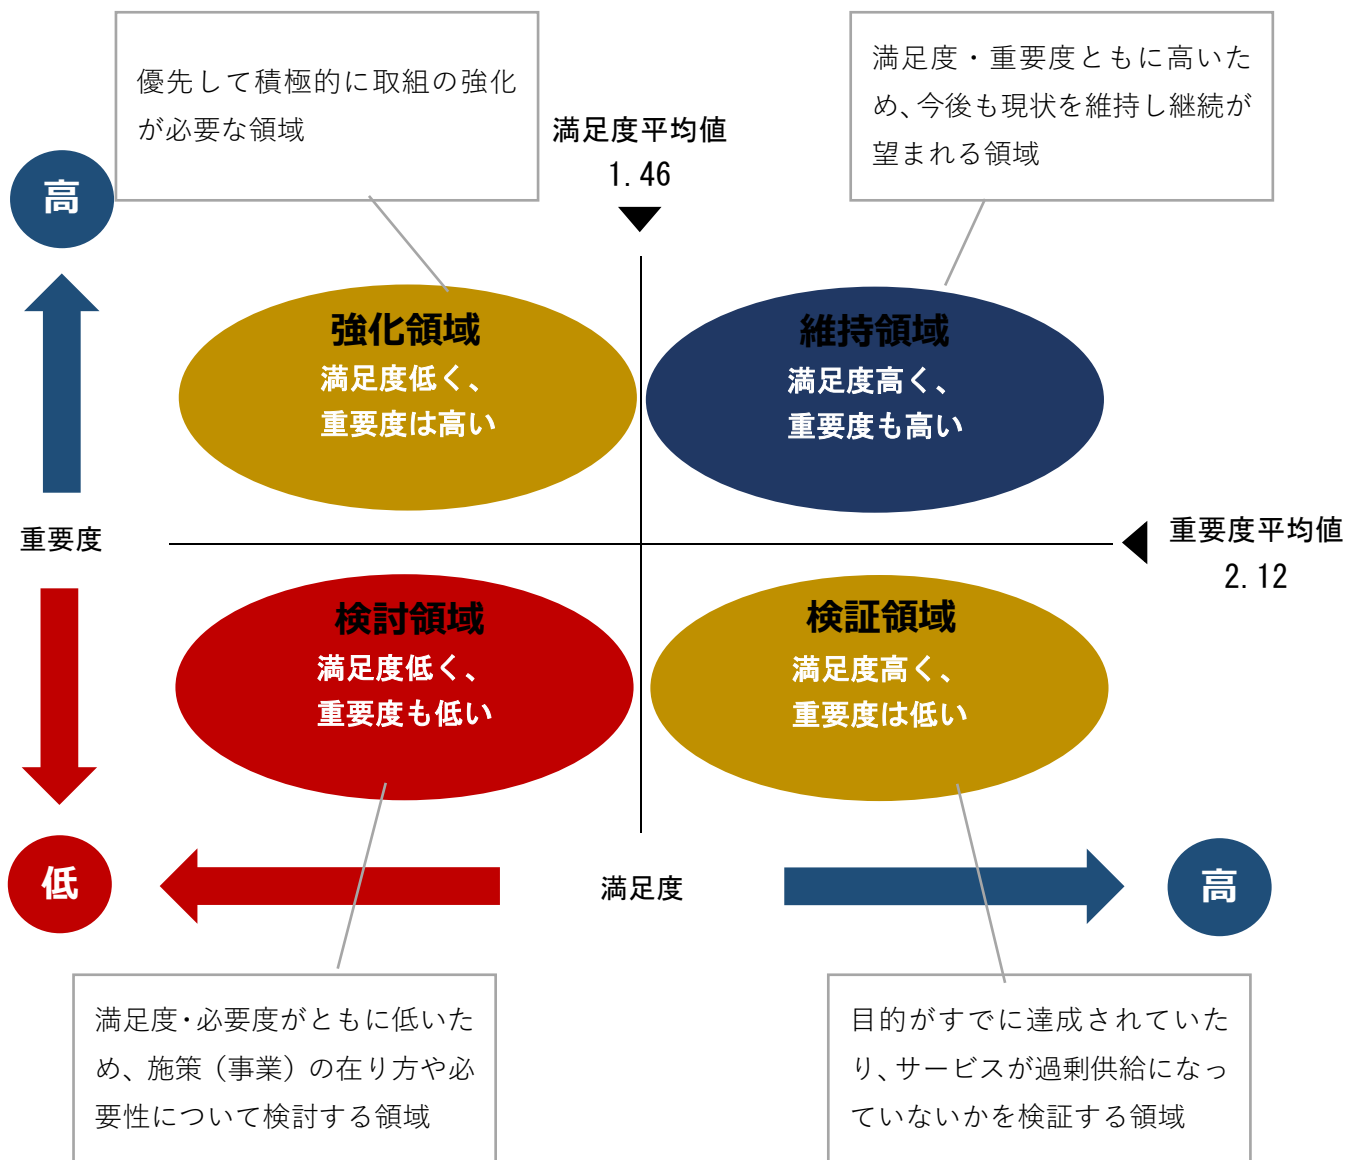 優先して積極的に取組の強化
が必要な領域
満足度・重要度ともに高いた
め、今後も現状を維持し継続が
望まれる領域
満足度平均値
1.46
高
強化領域
満足度低く、
重要度は高い
維持領域
満足度高く、
重要度も高い
重要度
重要度平均値
2.12
検討領域
満足度低く、
重要度も低い
検証領域
満足度高く、
重要度は低い
低
満足度
高
満足度・必要度がともに低いた
め、施策（事業）の在り方や必
要性について検討する領域
目的がすでに達成されていた
り、サービスが過剰供給になっ
ていないかを検証する領域